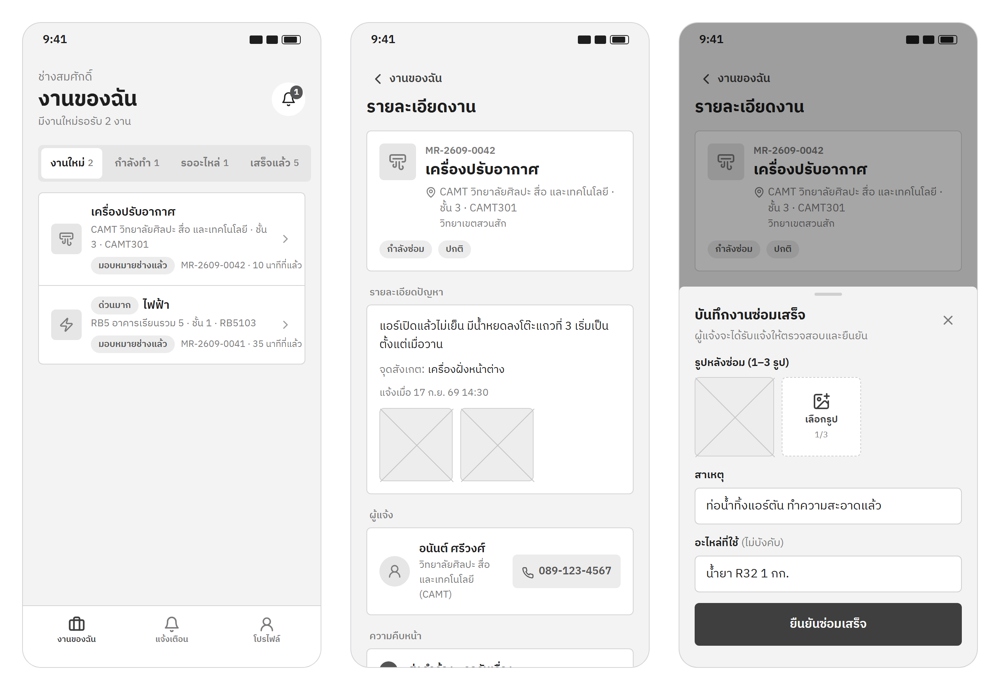 9:41
ช่างสมศักดิ์
งานของฉัน
1
มีงานใหม่รอรับ 2 งาน
งานใหม่ 2 กำลังทำ 1 รออะไหล่ 1 เสร็จแล้ว 5
เครื่องปรับอากาศ
CAMT วิทยาลัยศิลปะ สื่อ และเทคโนโลยี · ชั้น
3 · CAMT301
มอบหมายช่างแล้ว MR-2609-0042 · 10 นาทีที่แล้ว
ด่วนมาก ไฟฟ้า
RB5 อาคารเรียนรวม 5 · ชั้น 1 · RB5103
มอบหมายช่างแล้ว MR-2609-0041 · 35 นาทีที่แล้ว
งานของฉัน แจ้งเตือน โปรไฟล์
9:41
งานของฉัน
รายละเอียดงาน
MR-2609-0042
เครื่องปรับอากาศ
CAMT วิทยาลัยศิลปะ สื่อ และเทคโนโลยี ·
ชั้น 3 · CAMT301
วิทยาเขตสวนสัก
กำลังซ่อม ปกติ
รายละเอียดปัญหา
แอร์เปิดแล้วไม่เย็น มีน้ำหยดลงโต๊ะแถวที่ 3 เริ่มเป็น
ตั้งแต่เมื่อวาน
จุดสังเกต: เครื่องฝั่งหน้าต่าง
แจ้งเมื่อ 17 ก.ย. 69 14:30
ผู้แจ้ง
อนันต์ ศรีวงศ์
วิทยาลัยศิลปะ สื่อ
และเทคโนโลยี
(CAMT)
089-123-4567
ความคืบหน้า
9:41
งานของฉัน
รายละเอียดงาน
MR-2609-0042
เครื่องปรับอากาศ
CAMT วิทยาลัยศิลปะ สื่อ และเทคโนโลยี ·
ชั้น 3 · CAMT301
วิทยาเขตสวนสัก
กำลังซ่อม ปกติ
บันทึกงานซ่อมเสร็จ
ผู้แจ้งจะได้รับแจ้งให้ตรวจสอบและยืนยัน
รูปหลังซ่อม (1–3 รูป)
เลือกรูป
1/3
สาเหตุ
ท่อน้ำทิ้งแอร์ตัน ทำความสะอาดแล้ว
อะไหล่ที่ใช้ (ไม่บังคับ)
น้ำยา R32 1 กก.
ยืนยันซ่อมเสร็จ